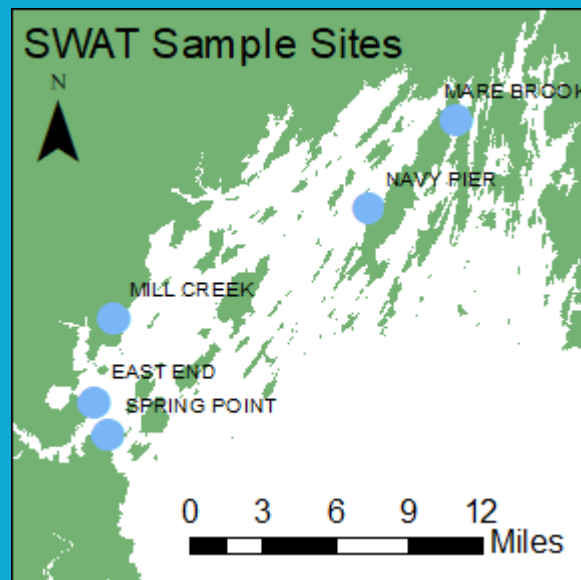 SWAT Sample Sites
N
MARE BROOK
NAVY PIER
MILL CREEK
EAST END
SPRING POINT
0 3 6 9 12
Miles